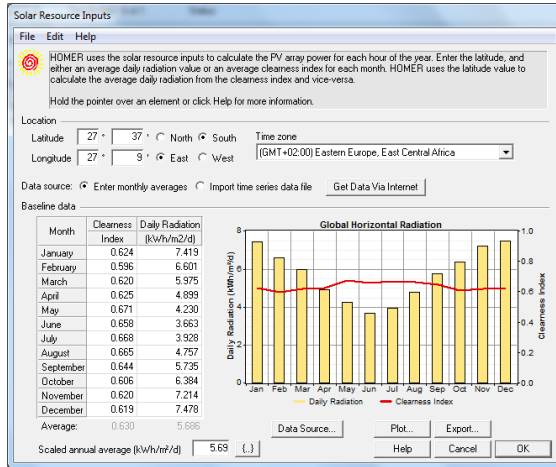 Solar Resource Inputs
File Edit Help
HOMER uses the solar resource inputs to calculate the PV array power for each hour of the year. Enter the latitude, and
either an average daily radiation value or an average clearness index for each month. HOMER uses the latitude value to
calculate the average daily radiation from the clearness index and vice-versa.
Hold the pointer over an element or click Help for more information.
Location
Latitude 27 ° 37 ' North South Time zone
Longitude 27 ° 9 ' East West (GMT+02:00) Eastern Europe, East Central Africa
Data source: Enter monthly averages Import time series data file Get Data Via Internet
Baseline data
Month Clearness Index Daily Radiation (kWh/m2/d)
January 0.624 7.419
February 0.596 6.601
March 0.620 5.975
April 0.625 4.899
May 0.671 4.230
June 0.658 3.663
July 0.668 3.928
August 0.665 4.757
September 0.644 5.735
October 0.606 6.384
November 0.620 7.214
December 0.619 7.478
Average: 0.630 5.686
Scaled annual average (kWh/m²/d) 5.69 {..}
Global Horizontal Radiation
Daily Radiation (kWh/m²/d)
8
6
4
2
0
Jan Feb Mar Apr May Jun Jul Aug Sep Oct Nov Dec
1.0
0.8
0.6
0.4
0.2
0.0
Clearness Index
Daily Radiation Clearness Index
Data Source... Plot... Export...
Help Cancel OK